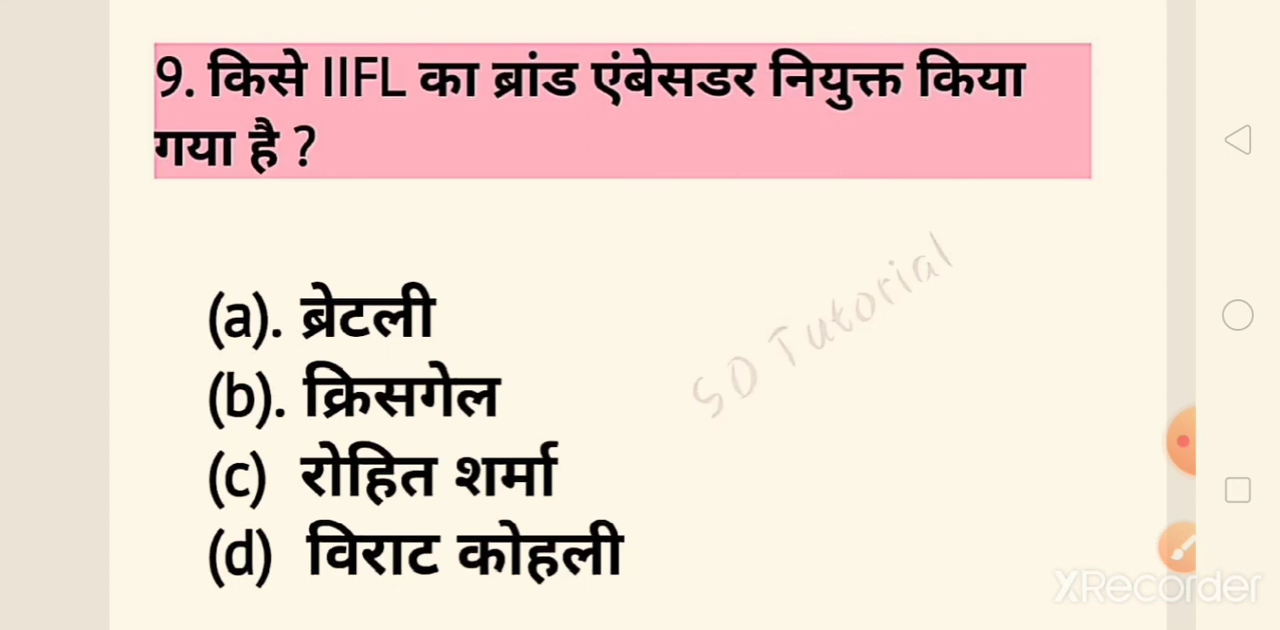 9. किसे IIFL का ब्रांड एंबेसडर नियुक्त किया
गया है ?
(a). ब्रेटली
(b). क्रिसगेल
(c) रोहित शर्मा
(d) विराट कोहली
SD Tutorial
XRecorder